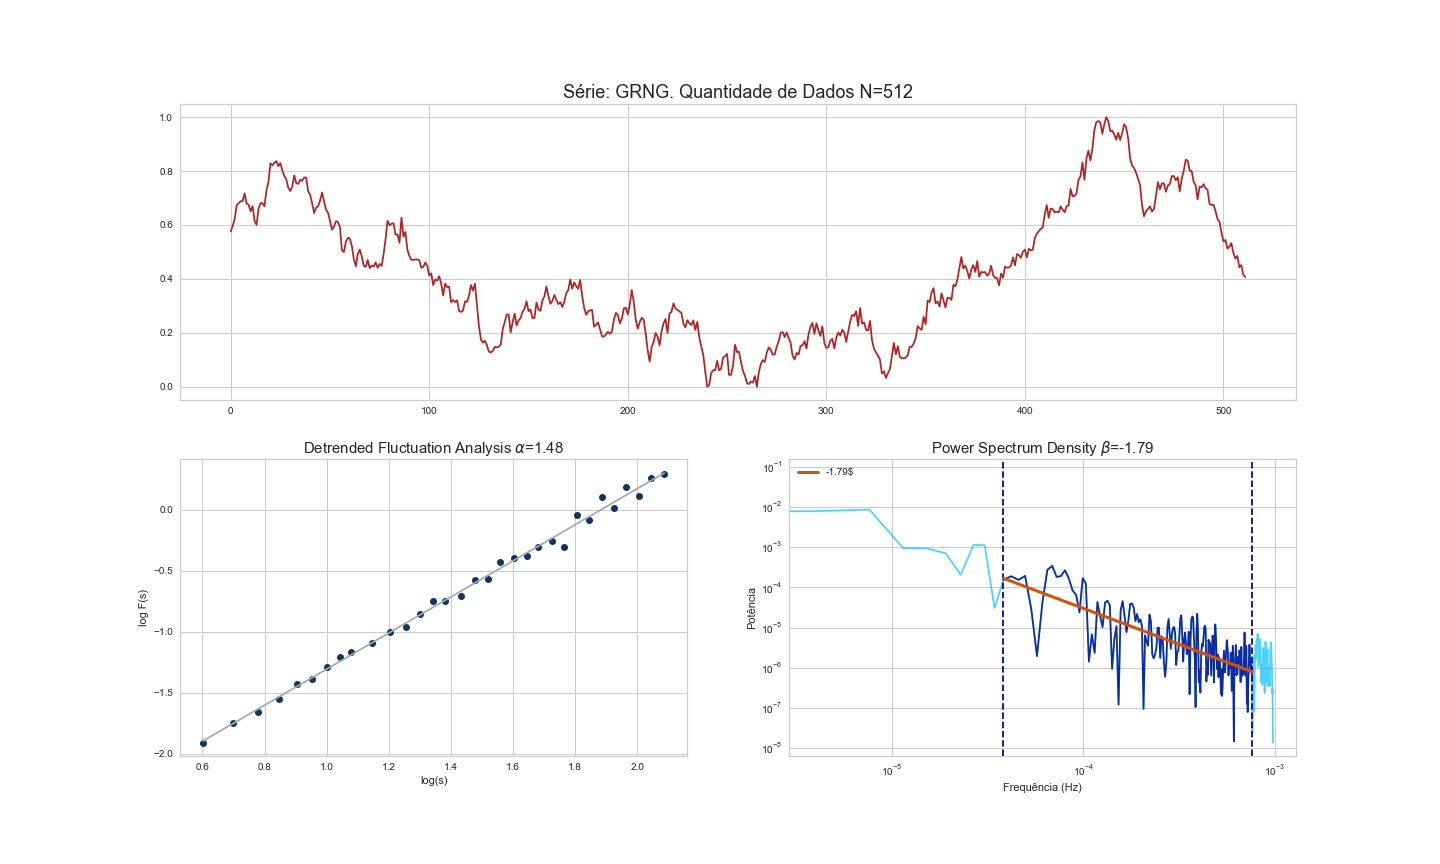 Série: GRNG. Quantidade de Dados N=512
1.0
0.8
0.6
0.4
0.2
0.0
0 100 200 300 400 500
Detrended Fluctuation Analysis α=1.48
log F(s)
0.0
−0.5
−1.0
−1.5
−2.0
0.6 0.8 1.0 1.2 1.4 1.6 1.8 2.0
log(s)
Power Spectrum Density β=-1.79
-1.79$
Potência
10⁻¹
10⁻²
10⁻³
10⁻⁴
10⁻⁵
10⁻⁶
10⁻⁷
10⁻⁸
10⁻⁵ 10⁻⁴ 10⁻³
Frequência (Hz)